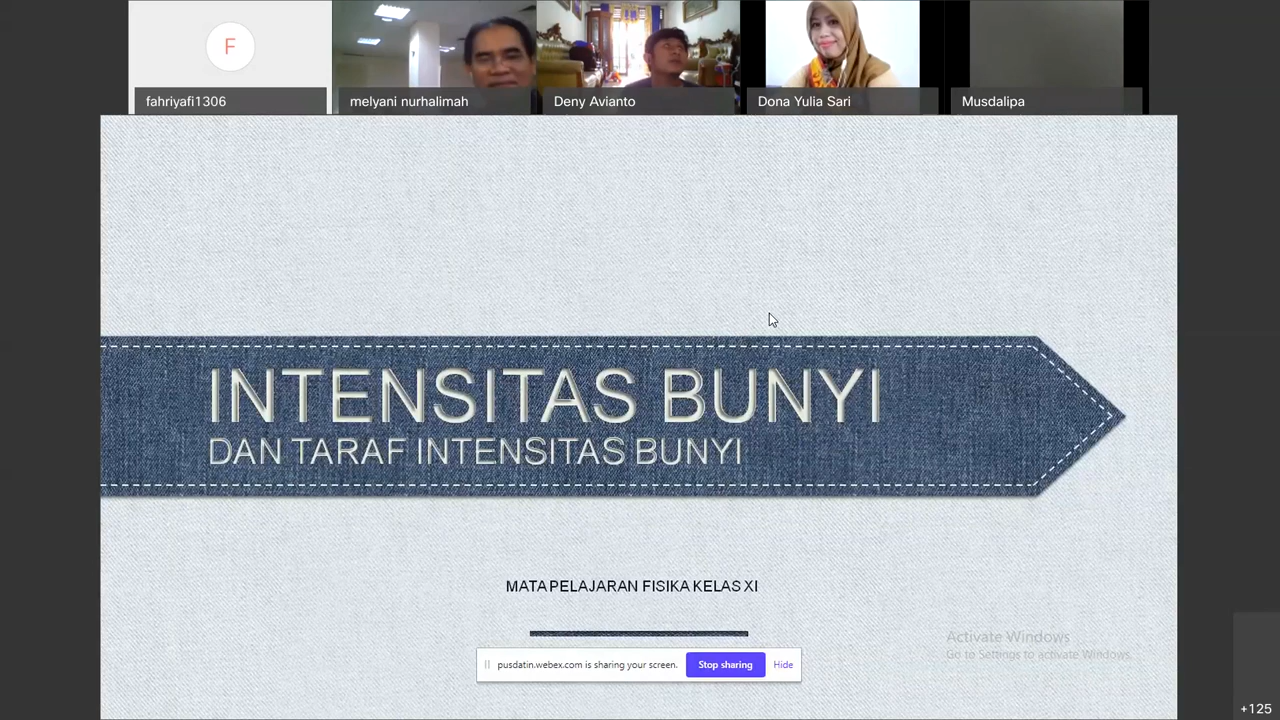 F
fahriyafi1306
melyani nurhalimah
Deny Avianto
Dona Yulia Sari
Musdalipa
INTENSITAS BUNYI
DAN TARAF INTENSITAS BUNYI
MATA PELAJARAN FISIKA KELAS XI
Activate Windows
Go to Settings to activate Windows.
pusdatin.webex.com is sharing your screen.
Stop sharing
Hide
+125